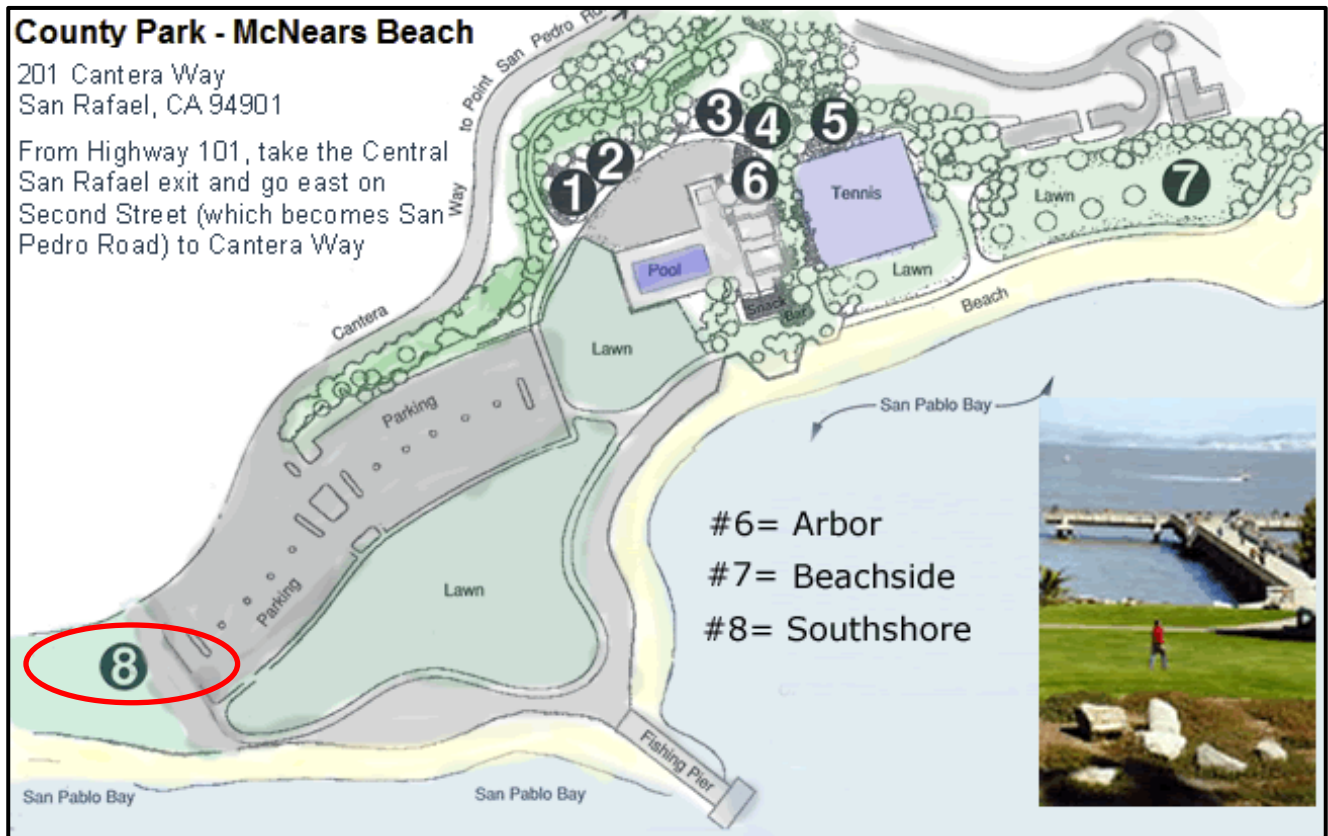 County Park - McNears Beach
201 Cantera Way
San Rafael, CA 94901
From Highway 101, take the Central
San Rafael exit and go east on
Second Street (which becomes San
Pedro Road) to Cantera Way
to Point San Pedro
Cantera Way
1
2
3
4
5
6
7
Tennis
Lawn
Pool
Lawn
Snack
Bar
Beach
Lawn
San Pablo Bay
Parking
Parking
Lawn
#6= Arbor
#7= Beachside
#8= Southshore
8
Fishing Pier
San Pablo Bay
San Pablo Bay